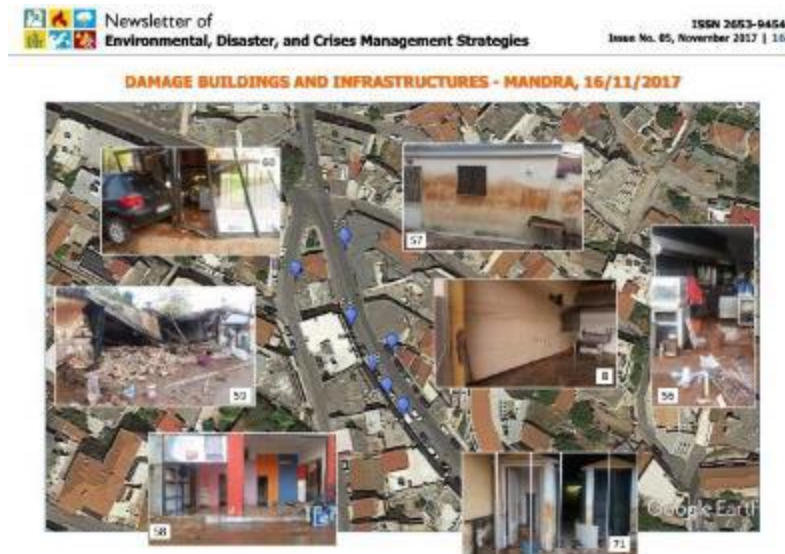 Newsletter of
Environmental, Disaster, and Crises Management Strategies
ISSN 2653-9454
Issue No. 05, November 2017 | 16
DAMAGE BUILDINGS AND INFRASTRUCTURES - MANDRA, 16/11/2017
60
57
8
56
58
71
Google Earth